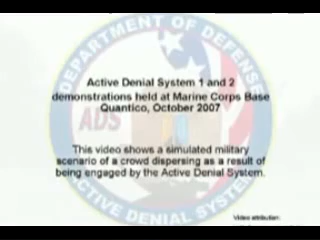 DEPARTMENT OF DEFENSE
Active Denial System 1 and 2
demonstrations held at Marine Corps Base
Quantico, October 2007
ADS
This video shows a simulated military
scenario of a crowd dispersing as a result of
being engaged by the Active Denial System.
ACTIVE DENIAL SYSTEM
Video attribution: